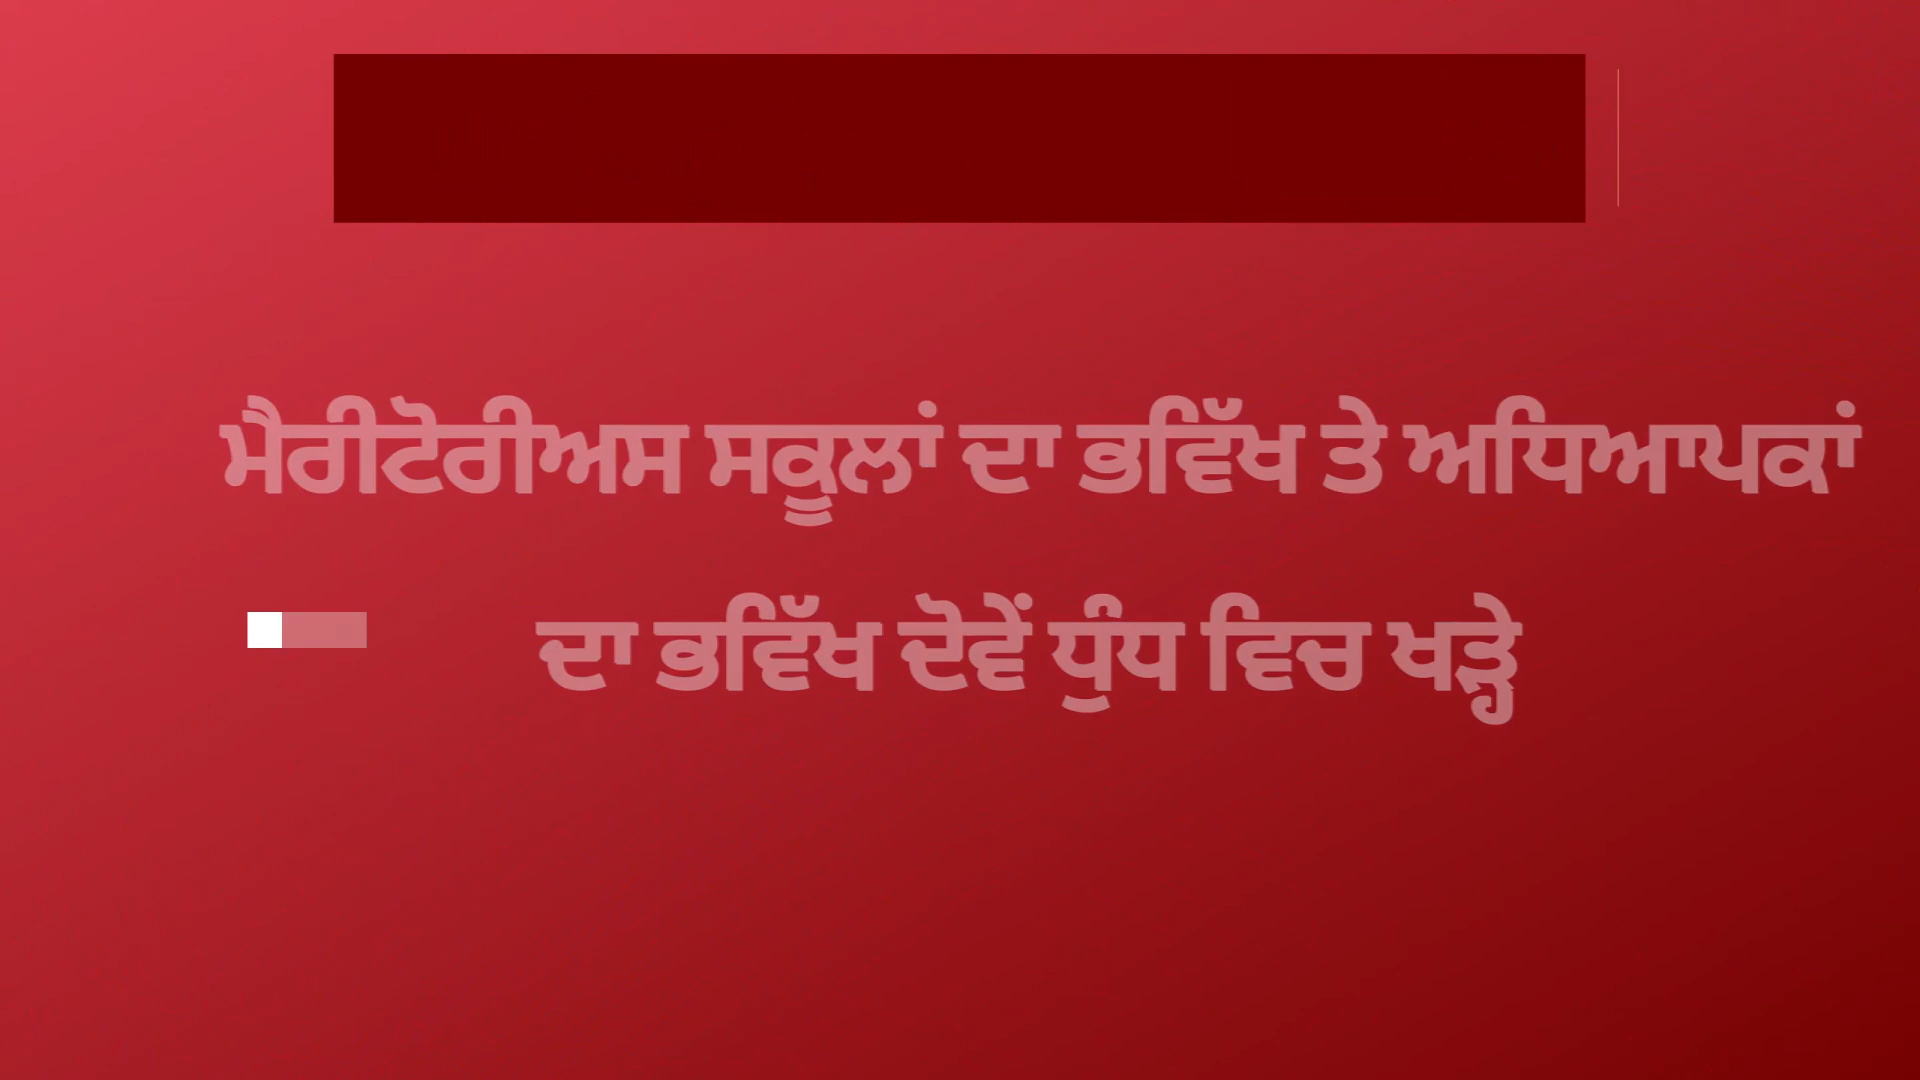 ਮੈਰੀਟੋਰੀਅਸ ਸਕੂਲਾਂ ਦਾ ਭਵਿੱਖ ਤੇ ਅਧਿਆਪਕਾਂ
ਦਾ ਭਵਿੱਖ ਦੋਵੇਂ ਧੁੰਧ ਵਿਚ ਖੜ੍ਹੇ